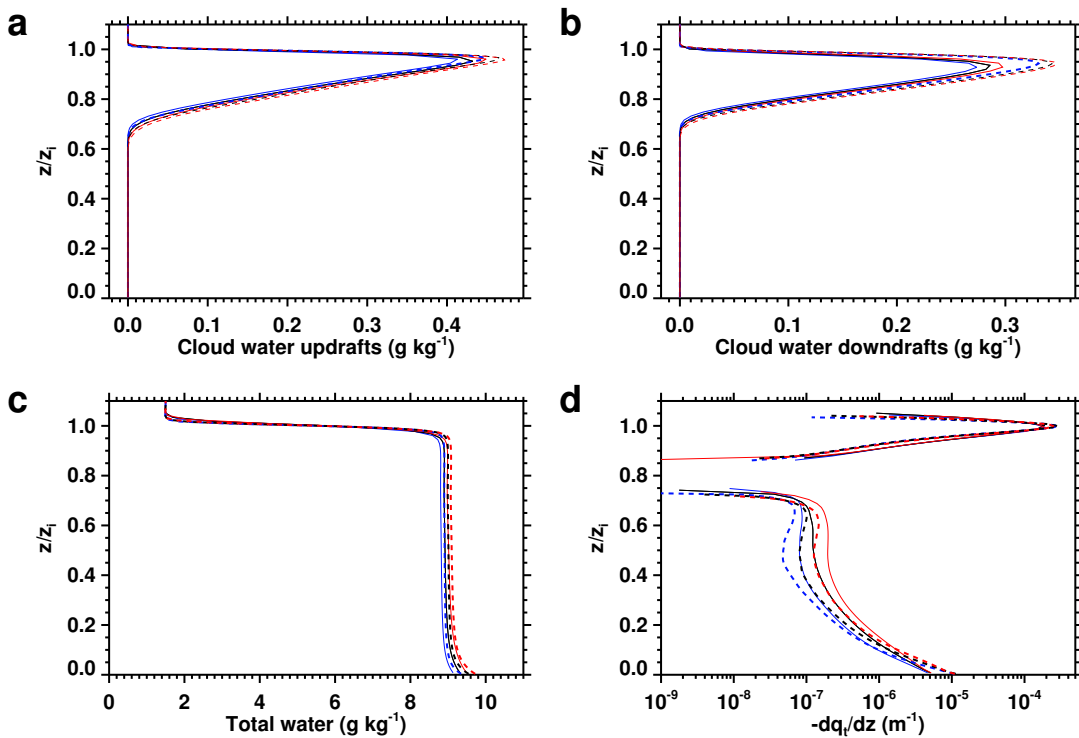 a
1.0
0.8
0.6
0.4
0.2
0.0
z/zi
0.0 0.1 0.2 0.3 0.4
Cloud water updrafts (g kg-1)
b
1.0
0.8
0.6
0.4
0.2
0.0
z/zi
0.0 0.1 0.2 0.3
Cloud water downdrafts (g kg-1)
c
1.0
0.8
0.6
0.4
0.2
0.0
z/zi
0 2 4 6 8 10
Total water (g kg-1)
d
1.0
0.8
0.6
0.4
0.2
0.0
z/zi
10-9 10-8 10-7 10-6 10-5 10-4
-dqt/dz (m-1)